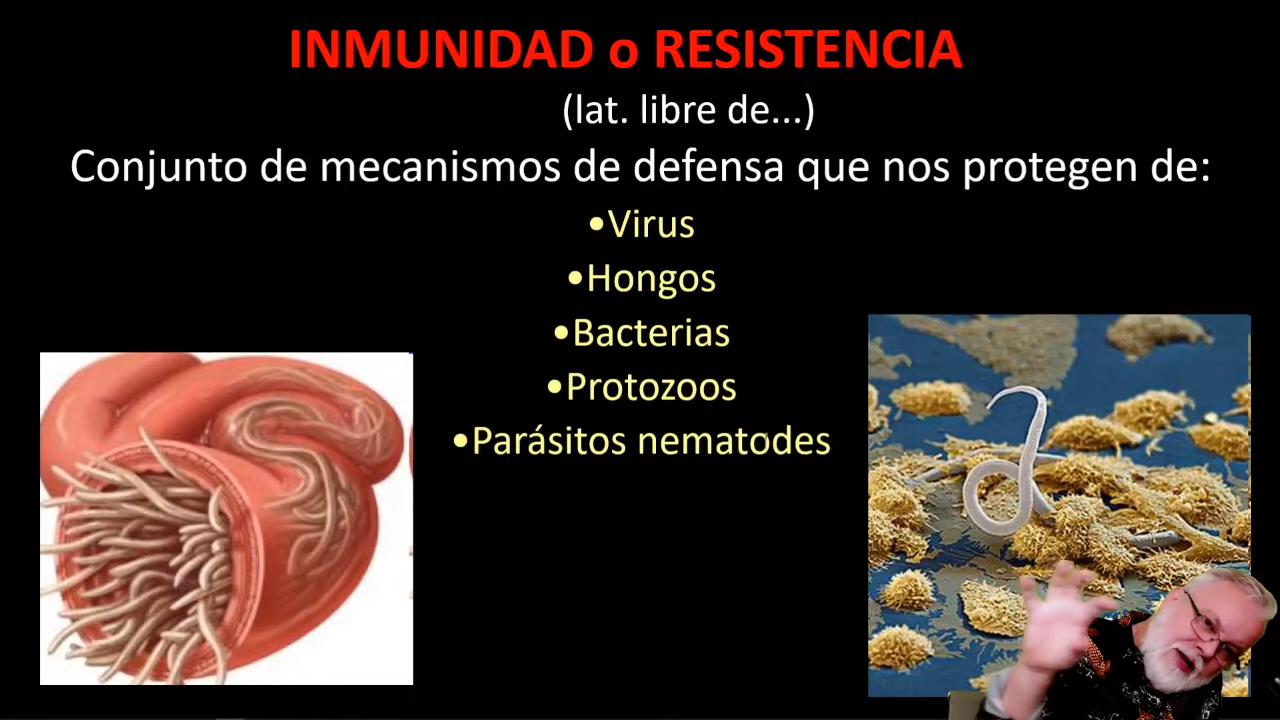 INMUNIDAD o RESISTENCIA
(lat. libre de...)
Conjunto de mecanismos de defensa que nos protegen de:
•Virus
•Hongos
•Bacterias
•Protozoos
•Parásitos nematodes